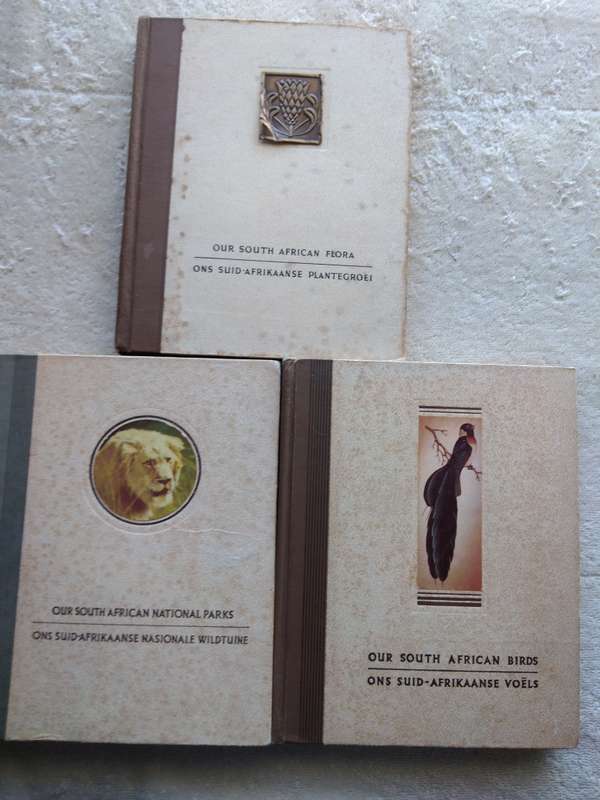 OUR SOUTH AFRICAN FLORA
ONS SUID-AFRIKAANSE PLANTEGROEI
OUR SOUTH AFRICAN NATIONAL PARKS
ONS SUID-AFRIKAANSE NASIONALE WILDTUINE
OUR SOUTH AFRICAN BIRDS
ONS SUID-AFRIKAANSE VOËLS